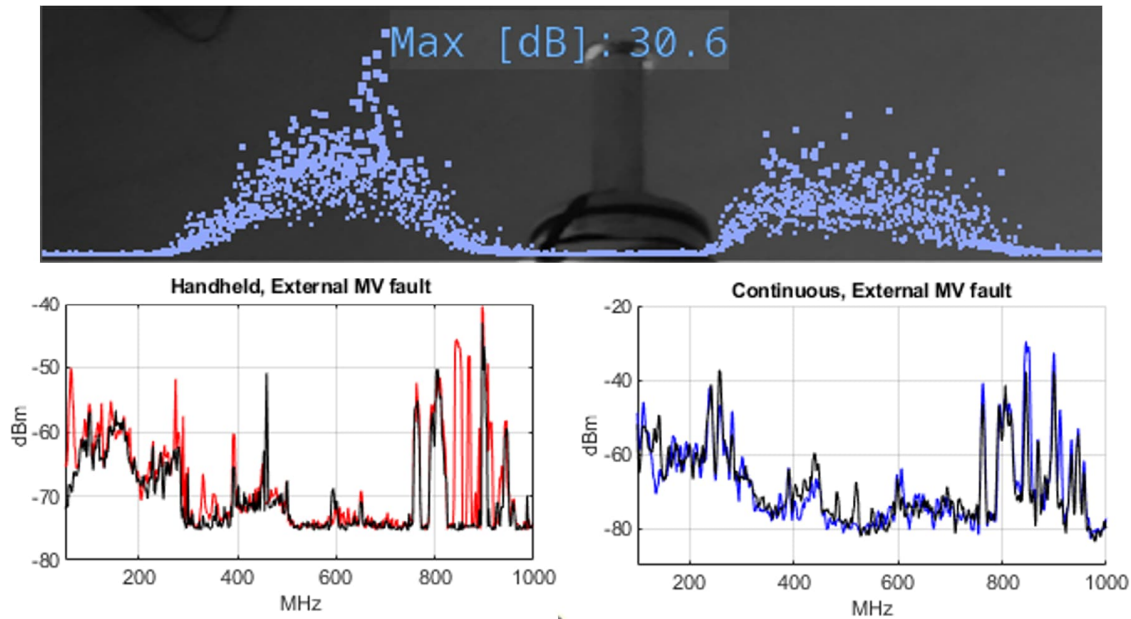 Max [dB]: 30.6
Handheld, External MV fault
-40
-50
-60
-70
-80
dBm
200
400
600
800
1000
MHz
Continuous, External MV fault
-20
-40
-60
-80
dBm
200
400
600
800
1000
MHz